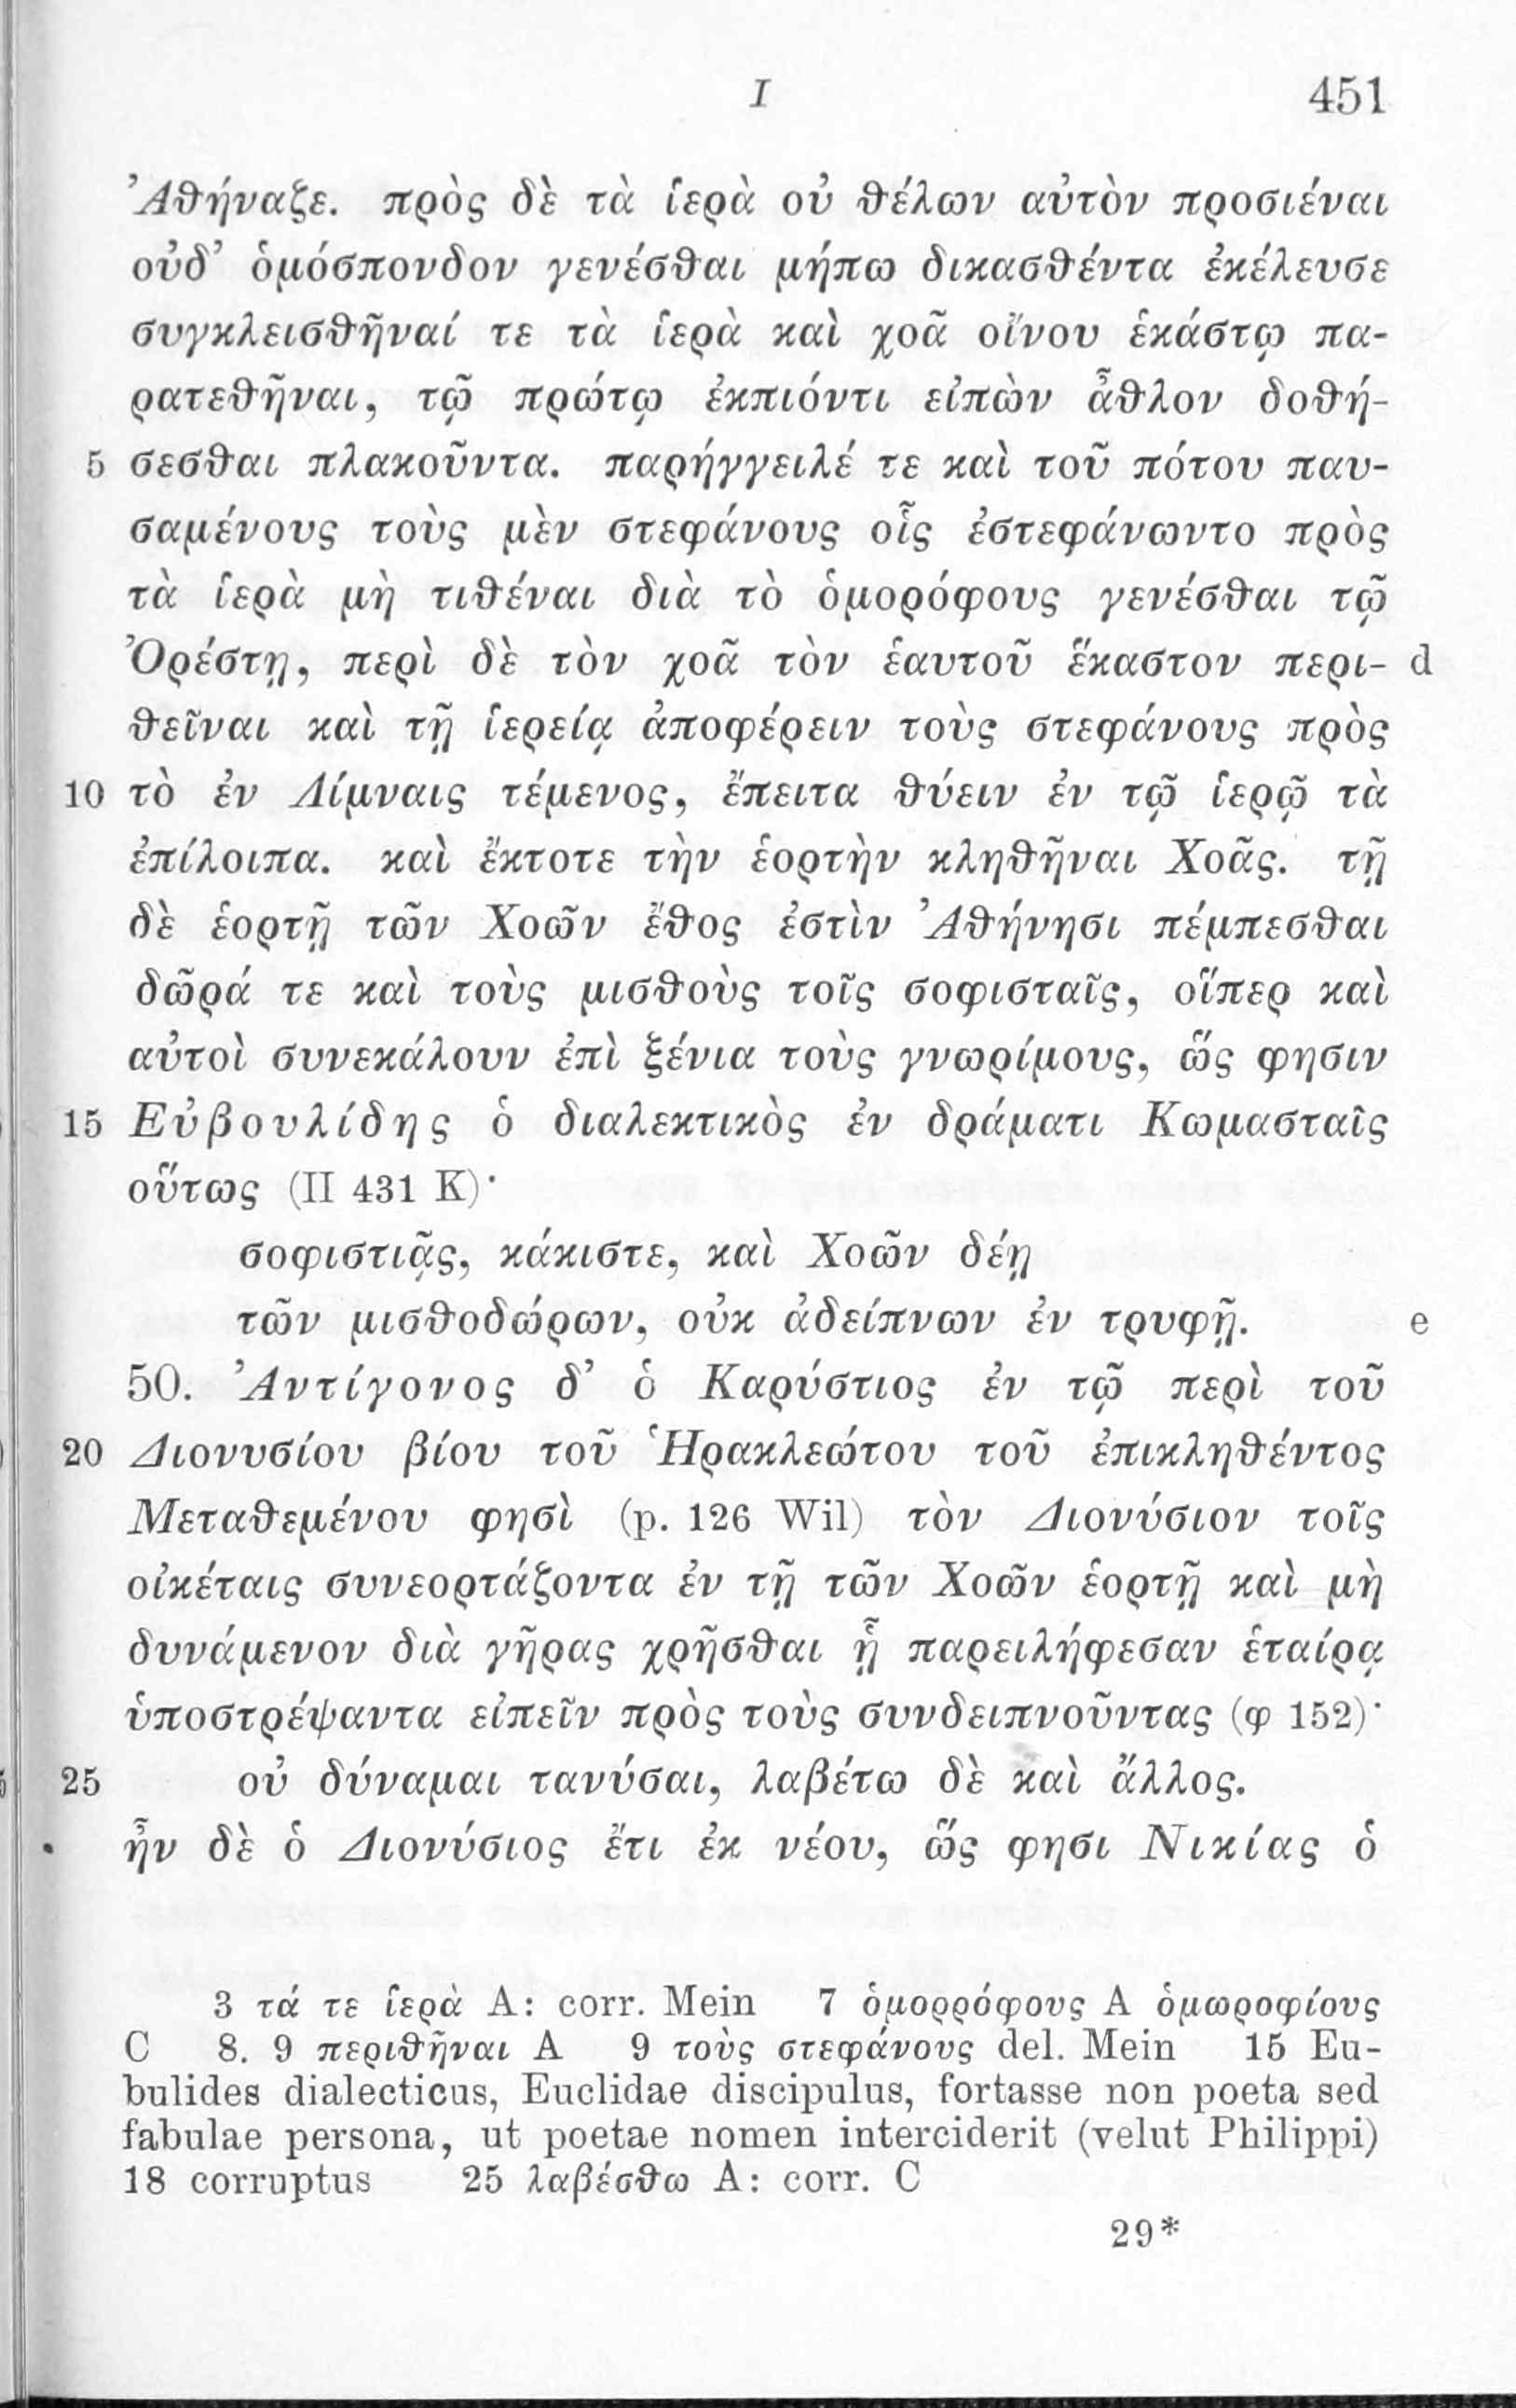 I 451
Ἀθήναζε. πρὸς δὲ τὰ ἱερὰ οὐ θέλων αὐτὸν προσιέναι
οὐδ’ ὁμόσπονδον γενέσθαι μήπω δικασθέντα ἐκέλευσε
συγκλεισθῆναί τε τὰ ἱερὰ καὶ χοᾶ οἴνου ἑκάστῳ πα-
ρατεθῆναι, τῷ πρώτῳ ἐκπιόντι εἰπὼν ἆθλον δοθή-
5 σεσθαι πλακοῦντα. παρήγγειλέ τε καὶ τοῦ πότου παυ-
σαμένους τοὺς μὲν στεφάνους οἷς ἐστεφάνωντο πρὸς
τὰ ἱερὰ μὴ τιθέναι διὰ τὸ ὁμορόφους γενέσθαι τῷ
Ὀρέστῃ, περὶ δὲ τὸν χοᾶ τὸν ἑαυτοῦ ἕκαστον περι- d
θεῖναι καὶ τῇ ἱερείᾳ ἀποφέρειν τοὺς στεφάνους πρὸς
10 τὸ ἐν Λίμναις τέμενος, ἔπειτα θύειν ἐν τῷ ἱερῷ τὰ
ἐπίλοιπα. καὶ ἔκτοτε τὴν ἑορτὴν κληθῆναι Χοᾶς. τῇ
δὲ ἑορτῇ τῶν Χοῶν ἔθος ἐστὶν Ἀθήνησι πέμπεσθαι
δῶρά τε καὶ τοὺς μισθοὺς τοῖς σοφισταῖς, οἵπερ καὶ
αὐτοὶ συνεκάλουν ἐπὶ ξένια τοὺς γνωρίμους, ὥς φησιν
15 Εὐβουλίδης ὁ διαλεκτικὸς ἐν δράματι Κωμασταῖς
οὕτως (II 431 K)·
σοφιστιᾷς, κάκιστε, καὶ Χοῶν δέῃ
τῶν μισθοδώρων, οὐκ ἀδείπνων ἐν τρυφῇ. e
50. Ἀντίγονος δ’ ὁ Καρύστιος ἐν τῷ περὶ τοῦ
20 Διονυσίου βίου τοῦ Ἡρακλεώτου τοῦ ἐπικληθέντος
Μεταθεμένου φησὶ (p. 126 Wil) τὸν Διονύσιον τοῖς
οἰκέταις συνεορτάζοντα ἐν τῇ τῶν Χοῶν ἑορτῇ καὶ μὴ
δυνάμενον διὰ γῆρας χρῆσθαι ᾗ παρειλήφεσαν ἑταίρᾳ
ὑποστρέψαντα εἰπεῖν πρὸς τοὺς συνδειπνοῦντας (φ 152)·
25 οὐ δύναμαι τανύσαι, λαβέτω δὲ καὶ ἄλλος.
ἦν δὲ ὁ Διονύσιος ἔτι ἐκ νέου, ὥς φησι Νικίας ὁ
3 τά τε ἱερὰ A: corr. Mein 7 ὁμορρόφους A ὁμωροφίους
C 8. 9 περιθῆναι A 9 τοὺς στεφάνους del. Mein 15 Eu-
bulides dialecticus, Euclidae discipulus, fortasse non poeta sed
fabulae persona, ut poetae nomen interciderit (velut Philippi)
18 corruptus 25 λαβέσθω A: corr. C
29*